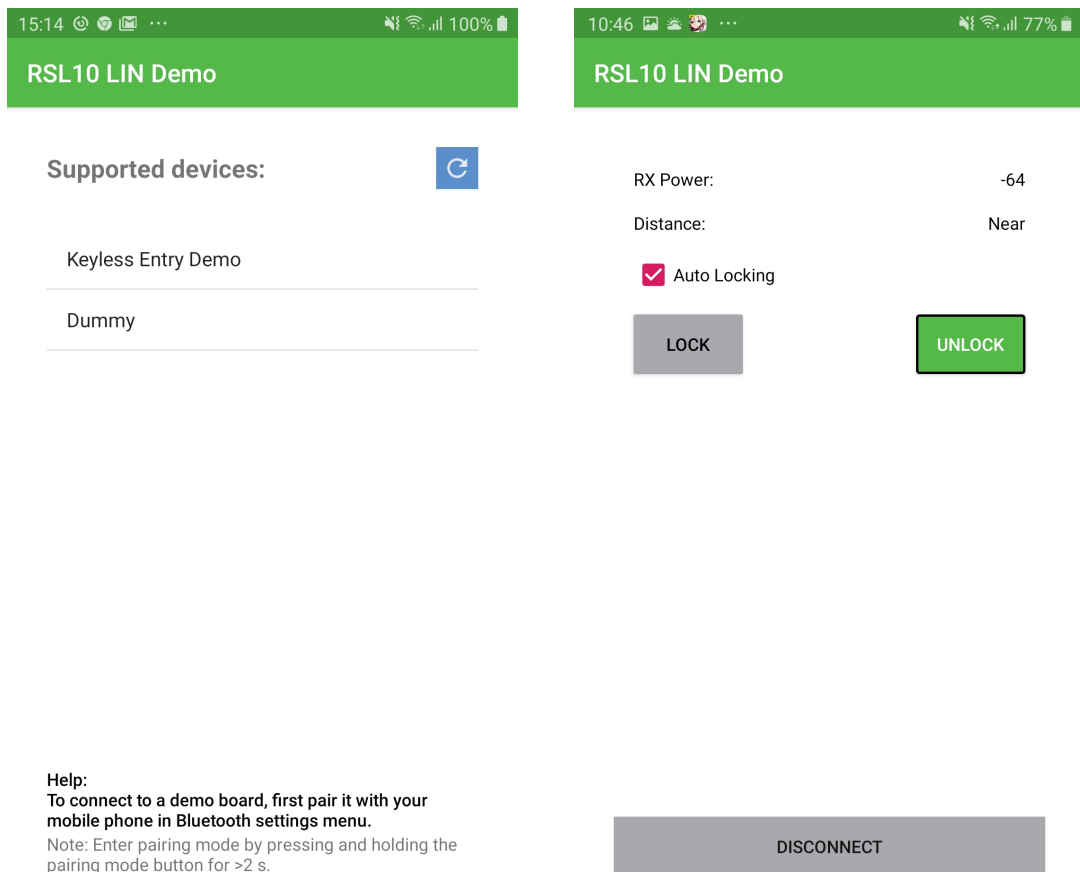 15:14 100%
RSL10 LIN Demo
Supported devices:
Keyless Entry Demo
Dummy
Help:
To connect to a demo board, first pair it with your
mobile phone in Bluetooth settings menu.
Note: Enter pairing mode by pressing and holding the
pairing mode button for >2 s.
10:46 77%
RSL10 LIN Demo
RX Power: -64
Distance: Near
Auto Locking
LOCK UNLOCK
DISCONNECT